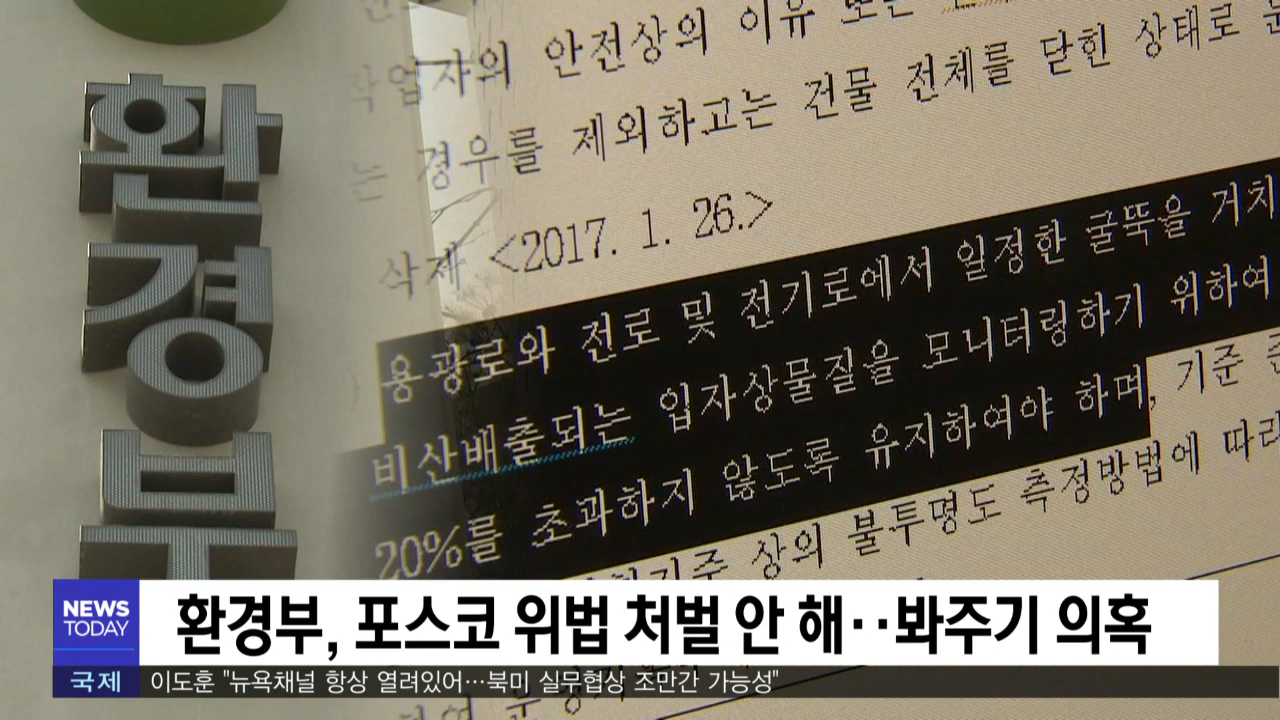 환경부
작업자의 안전상의 이유 또는
는 경우를 제외하고는 건물 전체를 닫힌 상태로
삭제 <2017. 1. 26.>
용광로와 전로 및 전기로에서 일정한 굴뚝을 거치
비산배출되는 입자상물질을 모니터링하기 위하여
20%를 초과하지 않도록 유지하여야 하며, 기준
상의 불투명도 측정방법에 따라
NEWS
TODAY
환경부, 포스코 위법 처벌 안 해‥봐주기 의혹
국제
이도훈 "뉴욕채널 항상 열려있어…북미 실무협상 조만간 가능성"